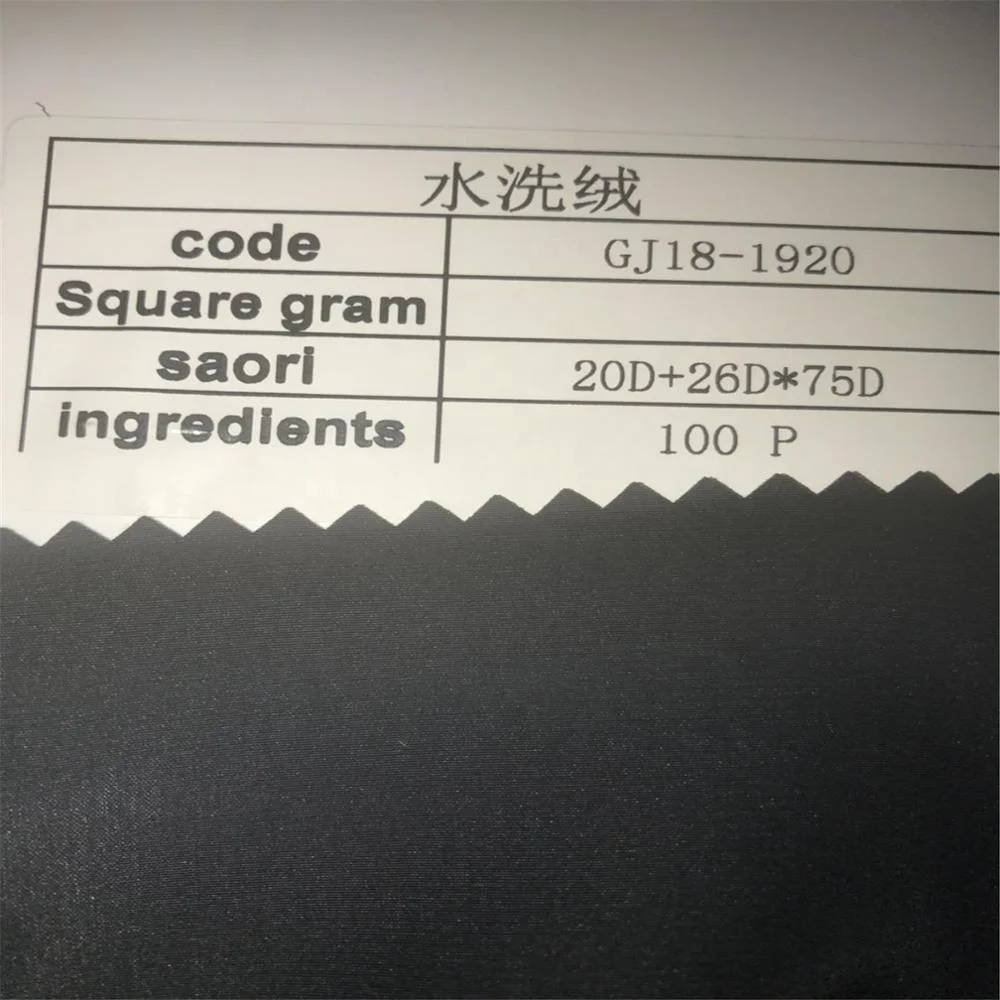 水洗绒
code GJ18-1920
Square gram
saori 20D+26D*75D
ingredients 100 P